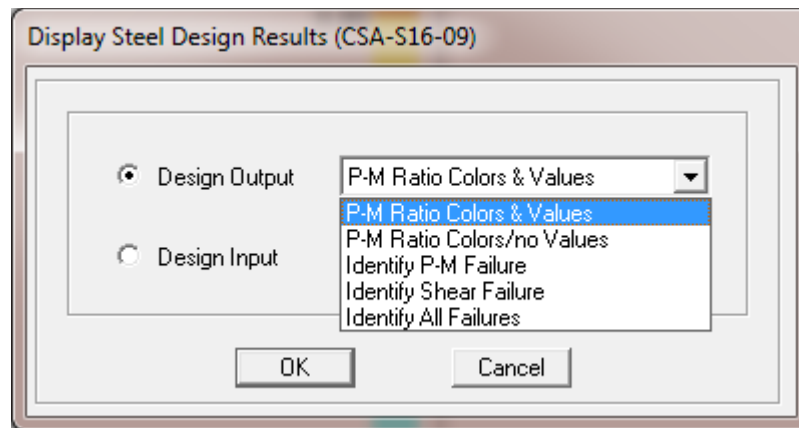 Display Steel Design Results (CSA-S16-09)
Design Output P-M Ratio Colors & Values
P-M Ratio Colors & Values
P-M Ratio Colors/no Values
Design Input
Identify P-M Failure
Identify Shear Failure
Identify All Failures
OK Cancel